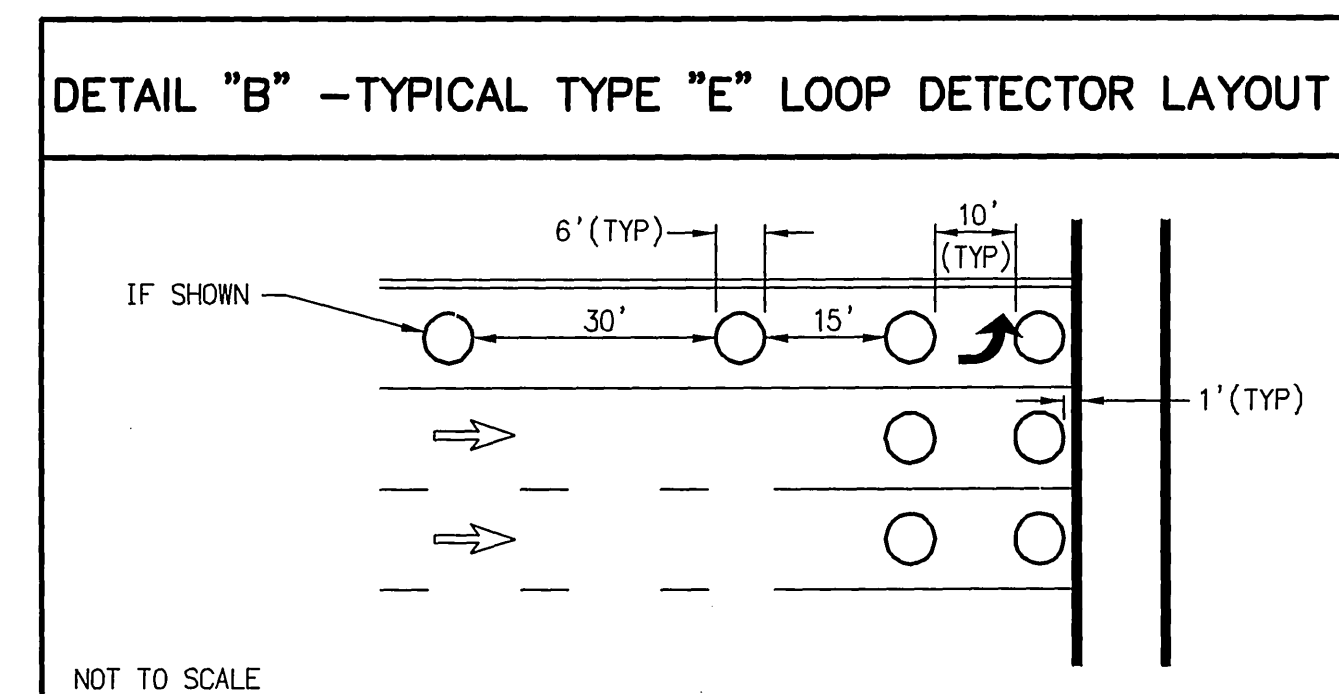 DETAIL "B" -TYPICAL TYPE "E" LOOP DETECTOR LAYOUT
10'
6'(TYP)
(TYP)
IF SHOWN
30'
15'
1'(TYP)
NOT TO SCALE